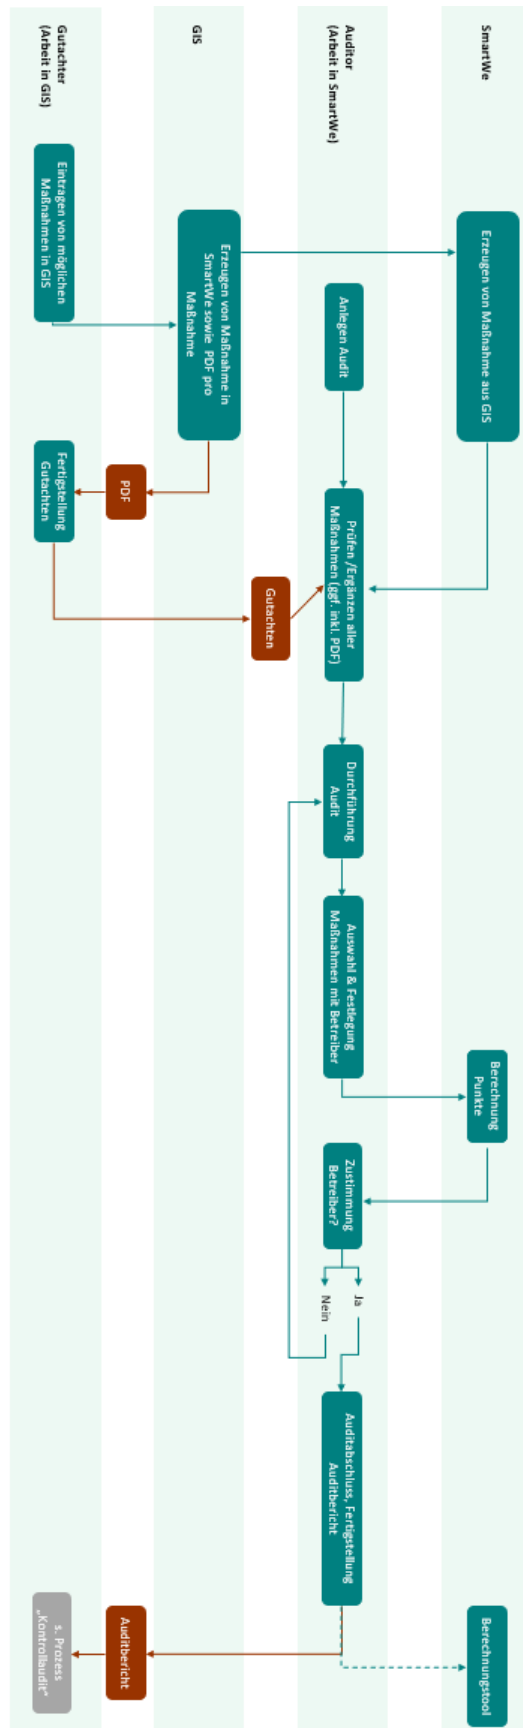 SmartWe
Erzeugen von Maßnahme aus GIS
Berechnung
Punkte
Berechnungstool
Auditor
(Arbeit in SmartWe)
Anlegen Audit
Prüfen /Ergänzen aller
Maßnahmen (ggf. inkl. PDF)
Durchführung
Audit
Auswahl & Festlegung
Maßnahmen mit Betreiber
Zustimmung
Betreiber?
Ja
Nein
Auditabschluss, Fertigstellung
Auditbericht
Gutachten
GIS
Erzeugen von Maßnahme in
SmartWe sowie PDF pro
Maßnahme
PDF
Auditbericht
Gutachter
(Arbeit in GIS)
Eintragen von möglichen
Maßnahmen in GIS
Fertigstellung
Gutachten
s. Prozess
„Kontrollaudit“